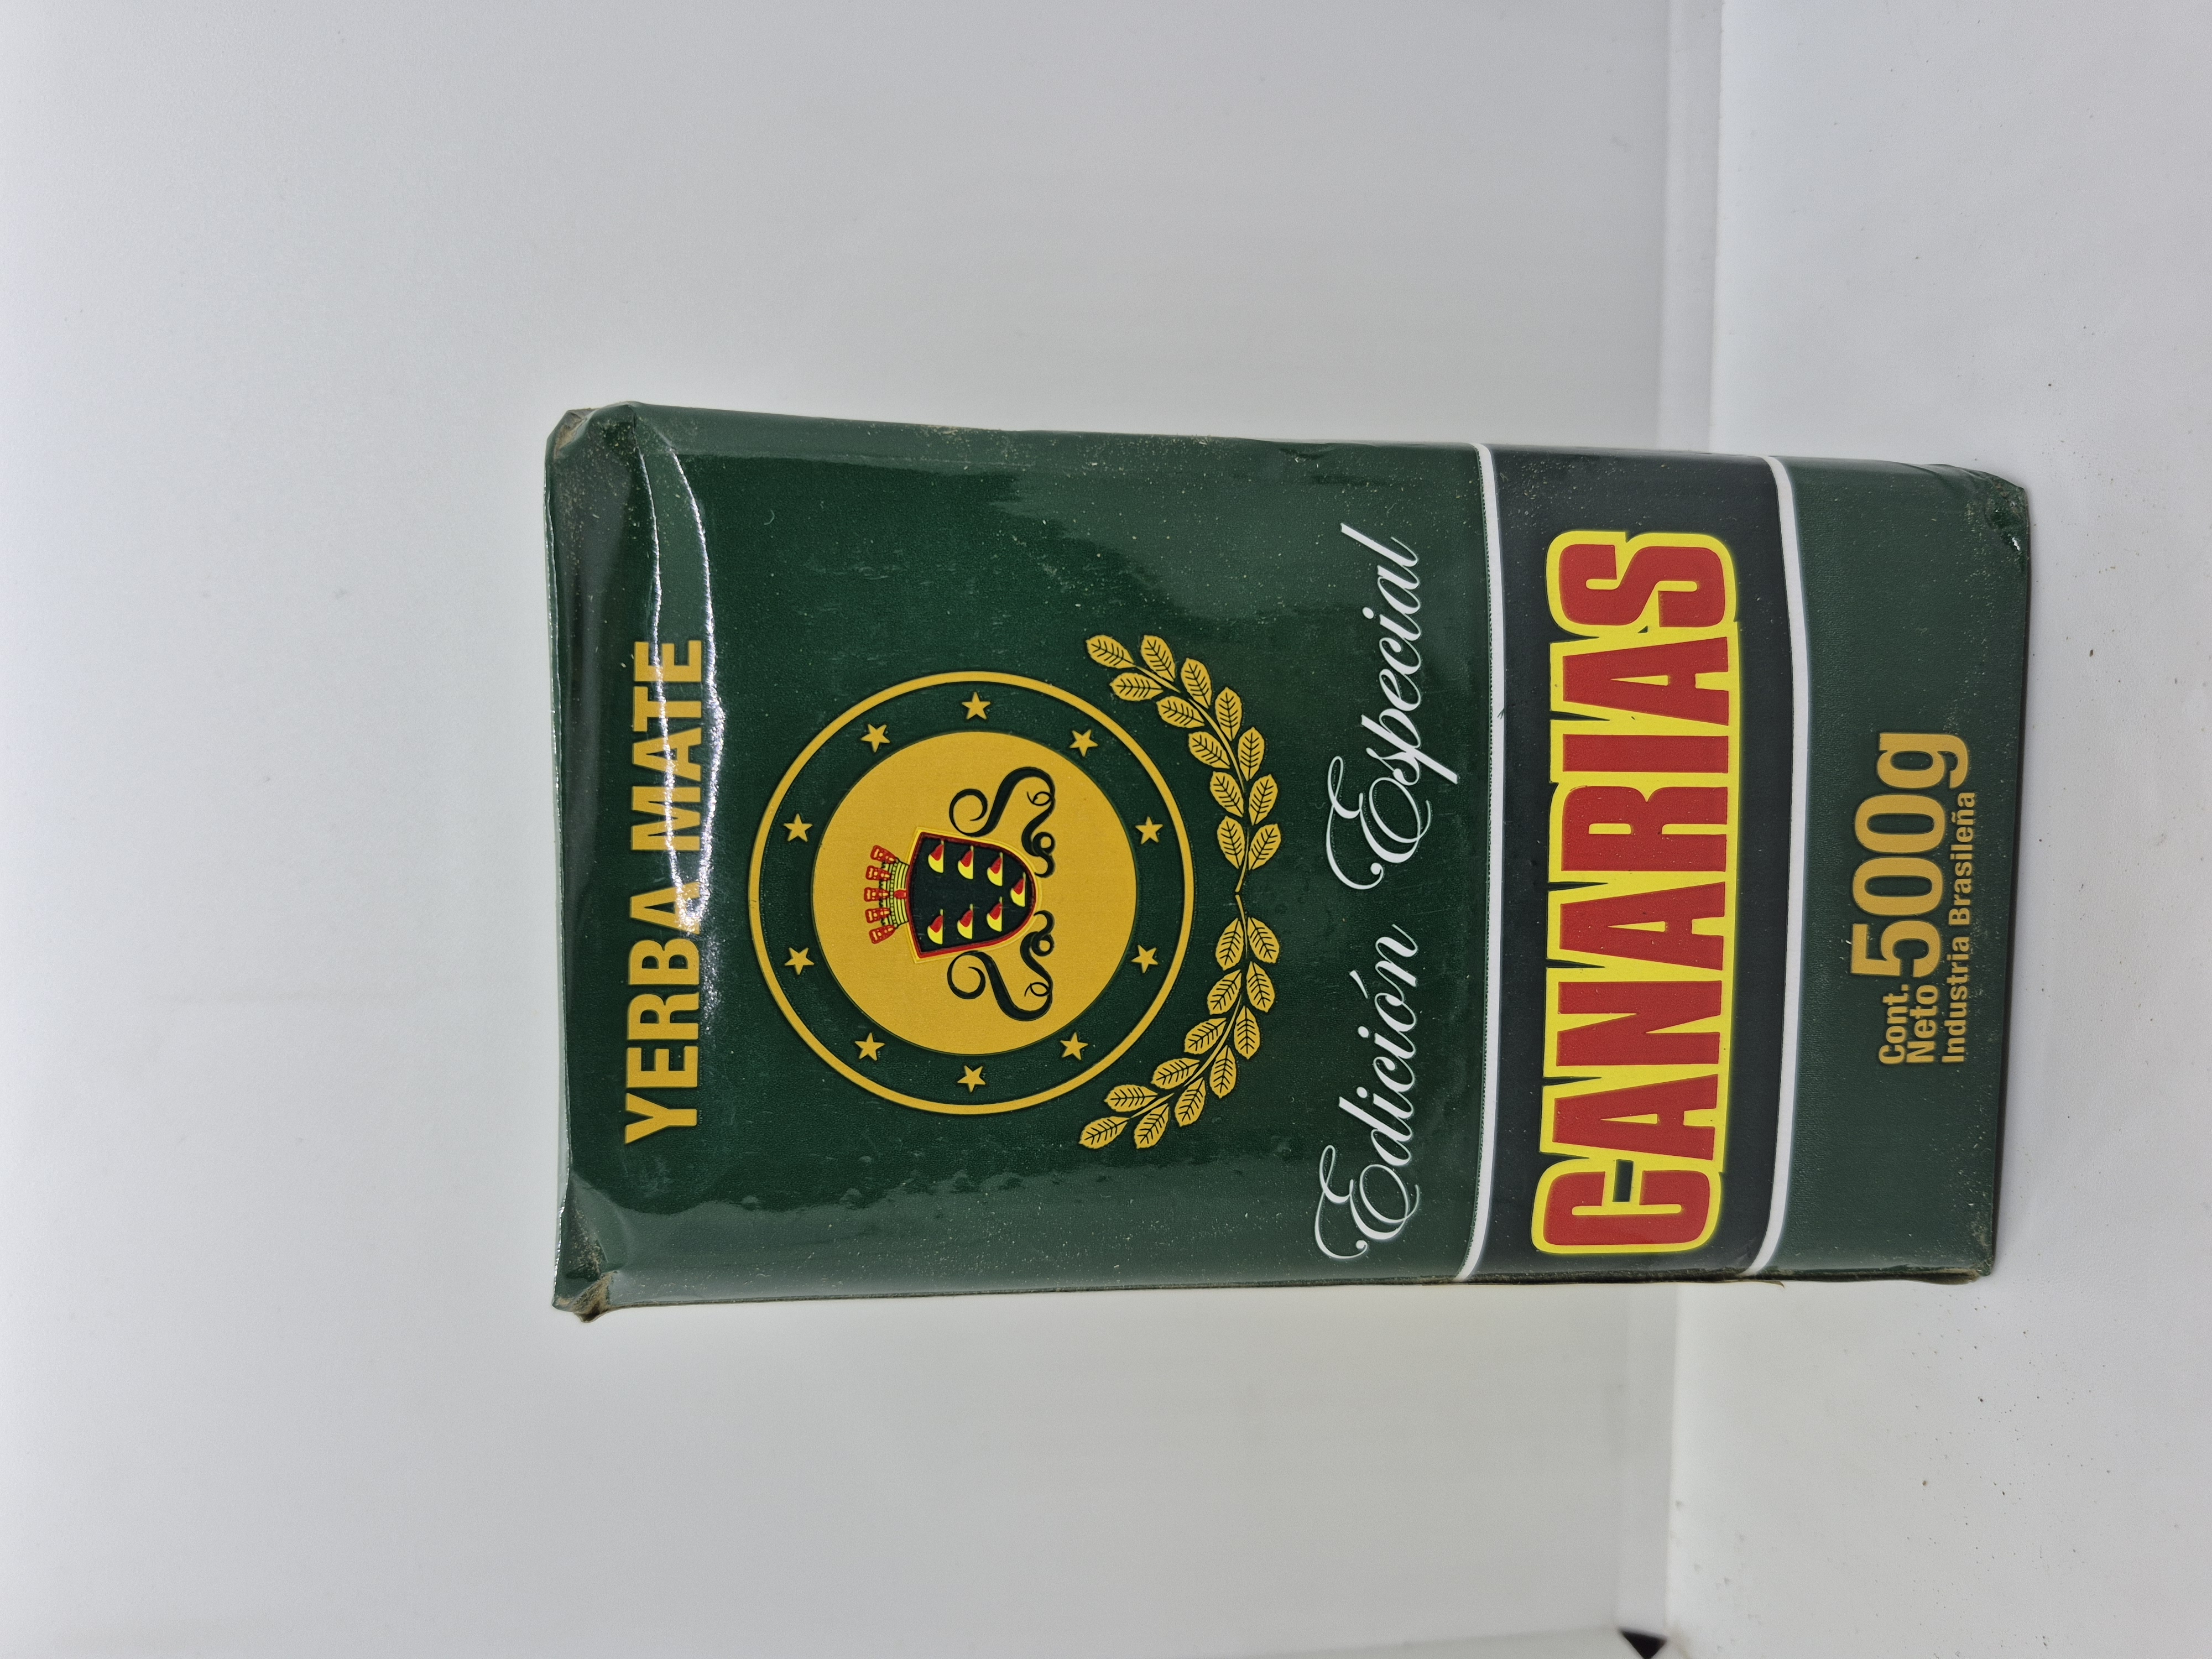 YERBA MATE
Edición Especial
CANARIAS
Cont.
Neto 500g
Industria Brasileña